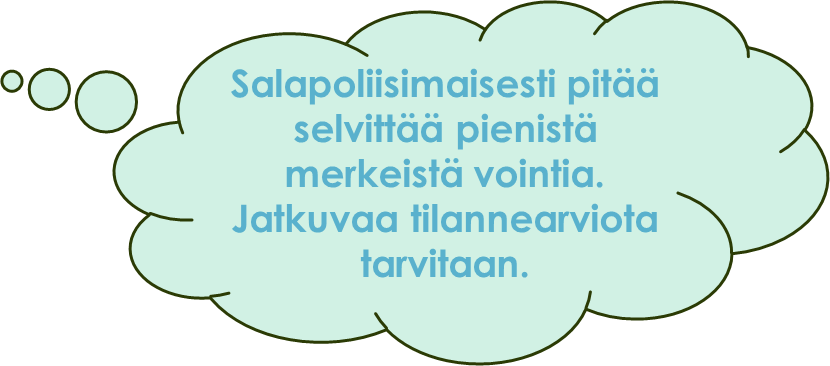 Salapoliisimaisesti pitää
selvittää pienistä
merkeistä vointia.
Jatkuvaa tilannearviota
tarvitaan.